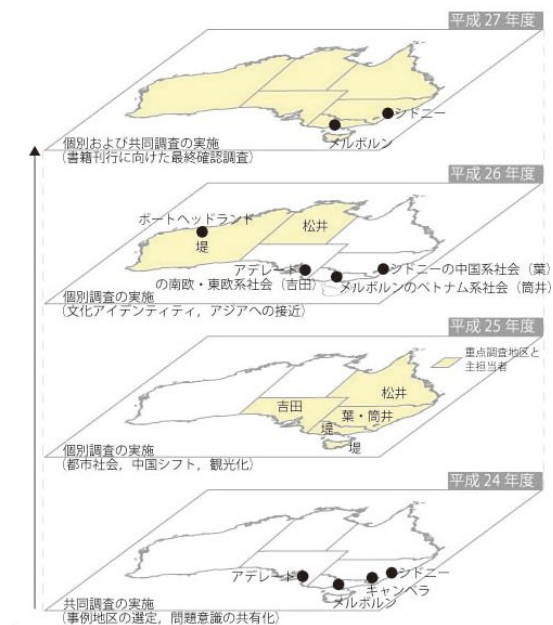 平成 27 年度
シドニー
メルボルン
個別および共同調査の実施
(書籍刊行に向けた最終確認調査)
平成 26 年度
ポートヘッドランド
堤
松井
アデレード
の南欧・東欧系社会（吉田）
シドニーの中国系社会（葉）
メルボルンのベトナム系社会（筒井）
個別調査の実施
(文化アイデンティティ，アジアへの接近)
平成 25 年度
重点調査地区と
主担当者
松井
吉田
葉・筒井
堤
堤
個別調査の実施
(都市社会，中国シフト，観光化)
平成 24 年度
アデレード
シドニー
キャンベラ
メルボルン
共同調査の実施
(事例地区の選定，問題意識の共有化)